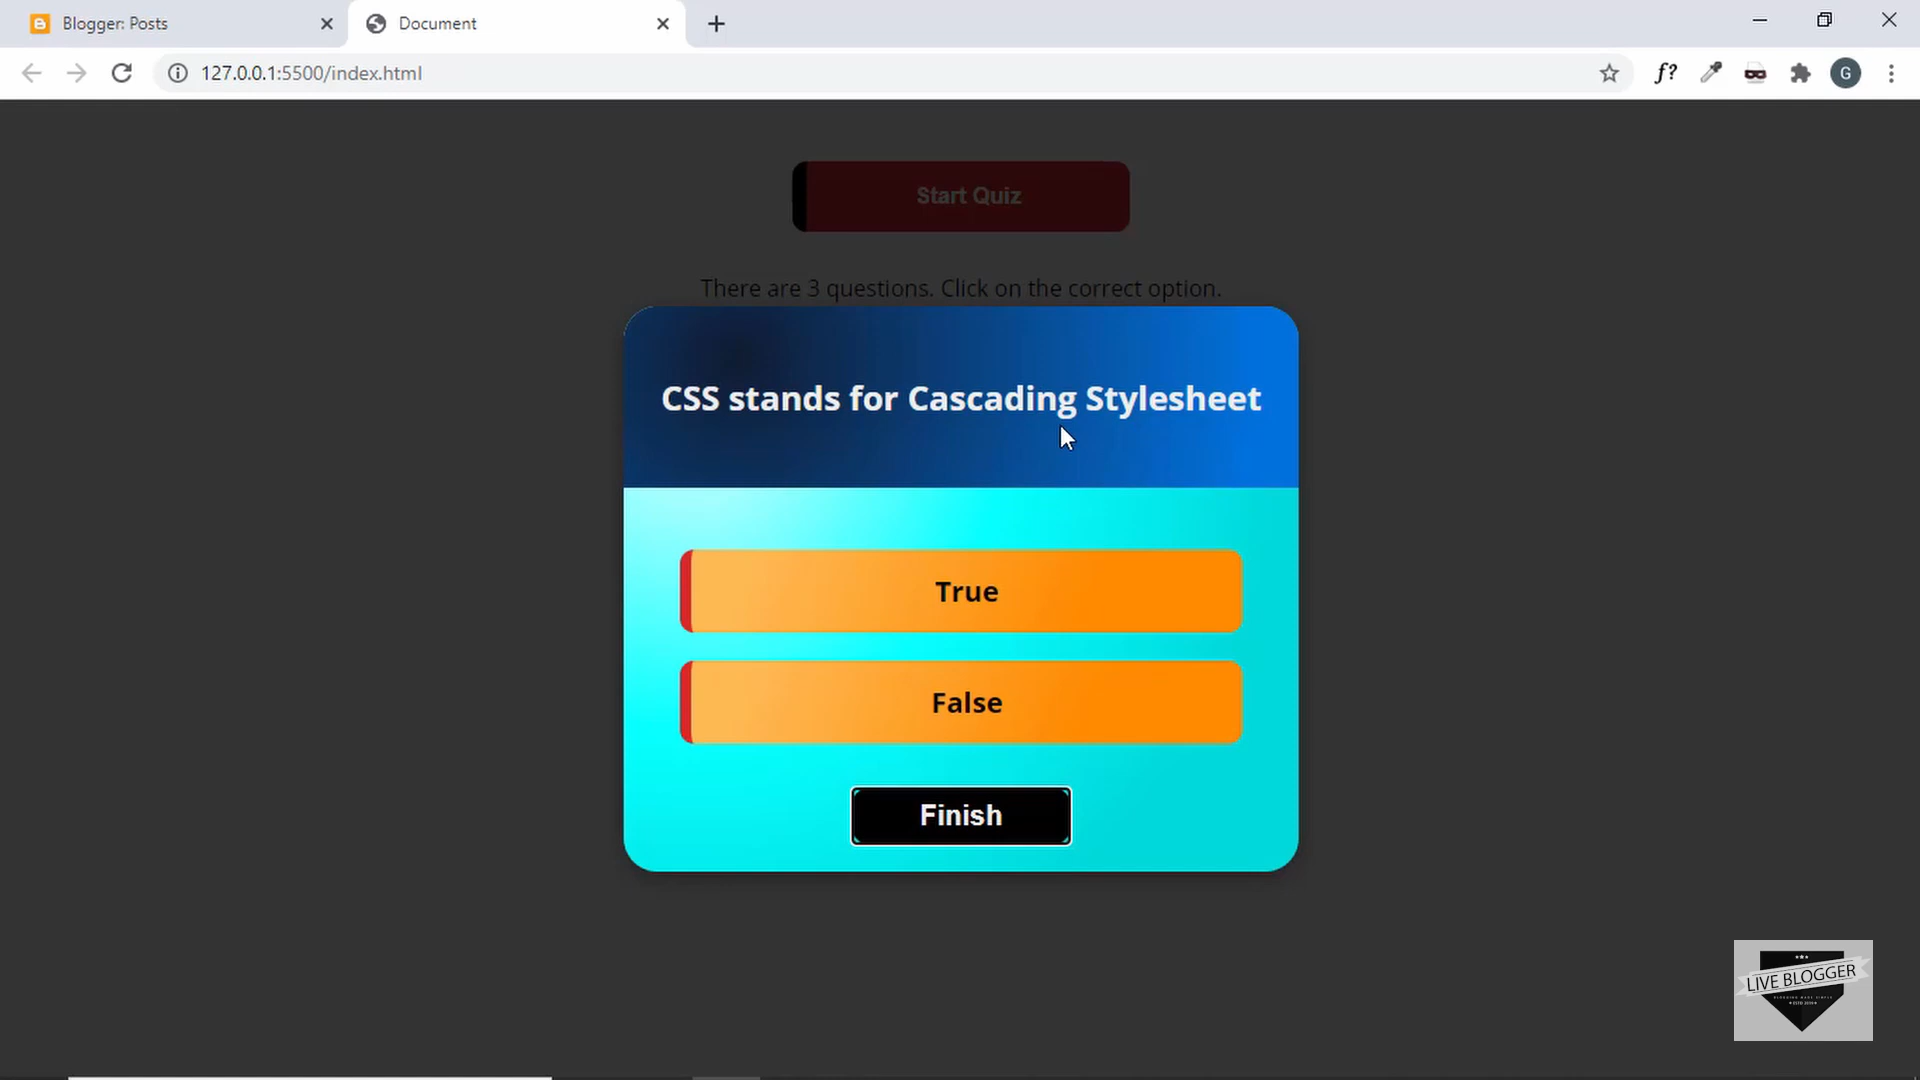 Blogger: Posts
Document
127.0.0.1:5500/index.html
f?
G
Start Quiz
There are 3 questions. Click on the correct option.
CSS stands for Cascading Stylesheet
True
False
Finish
LIVE BLOGGER